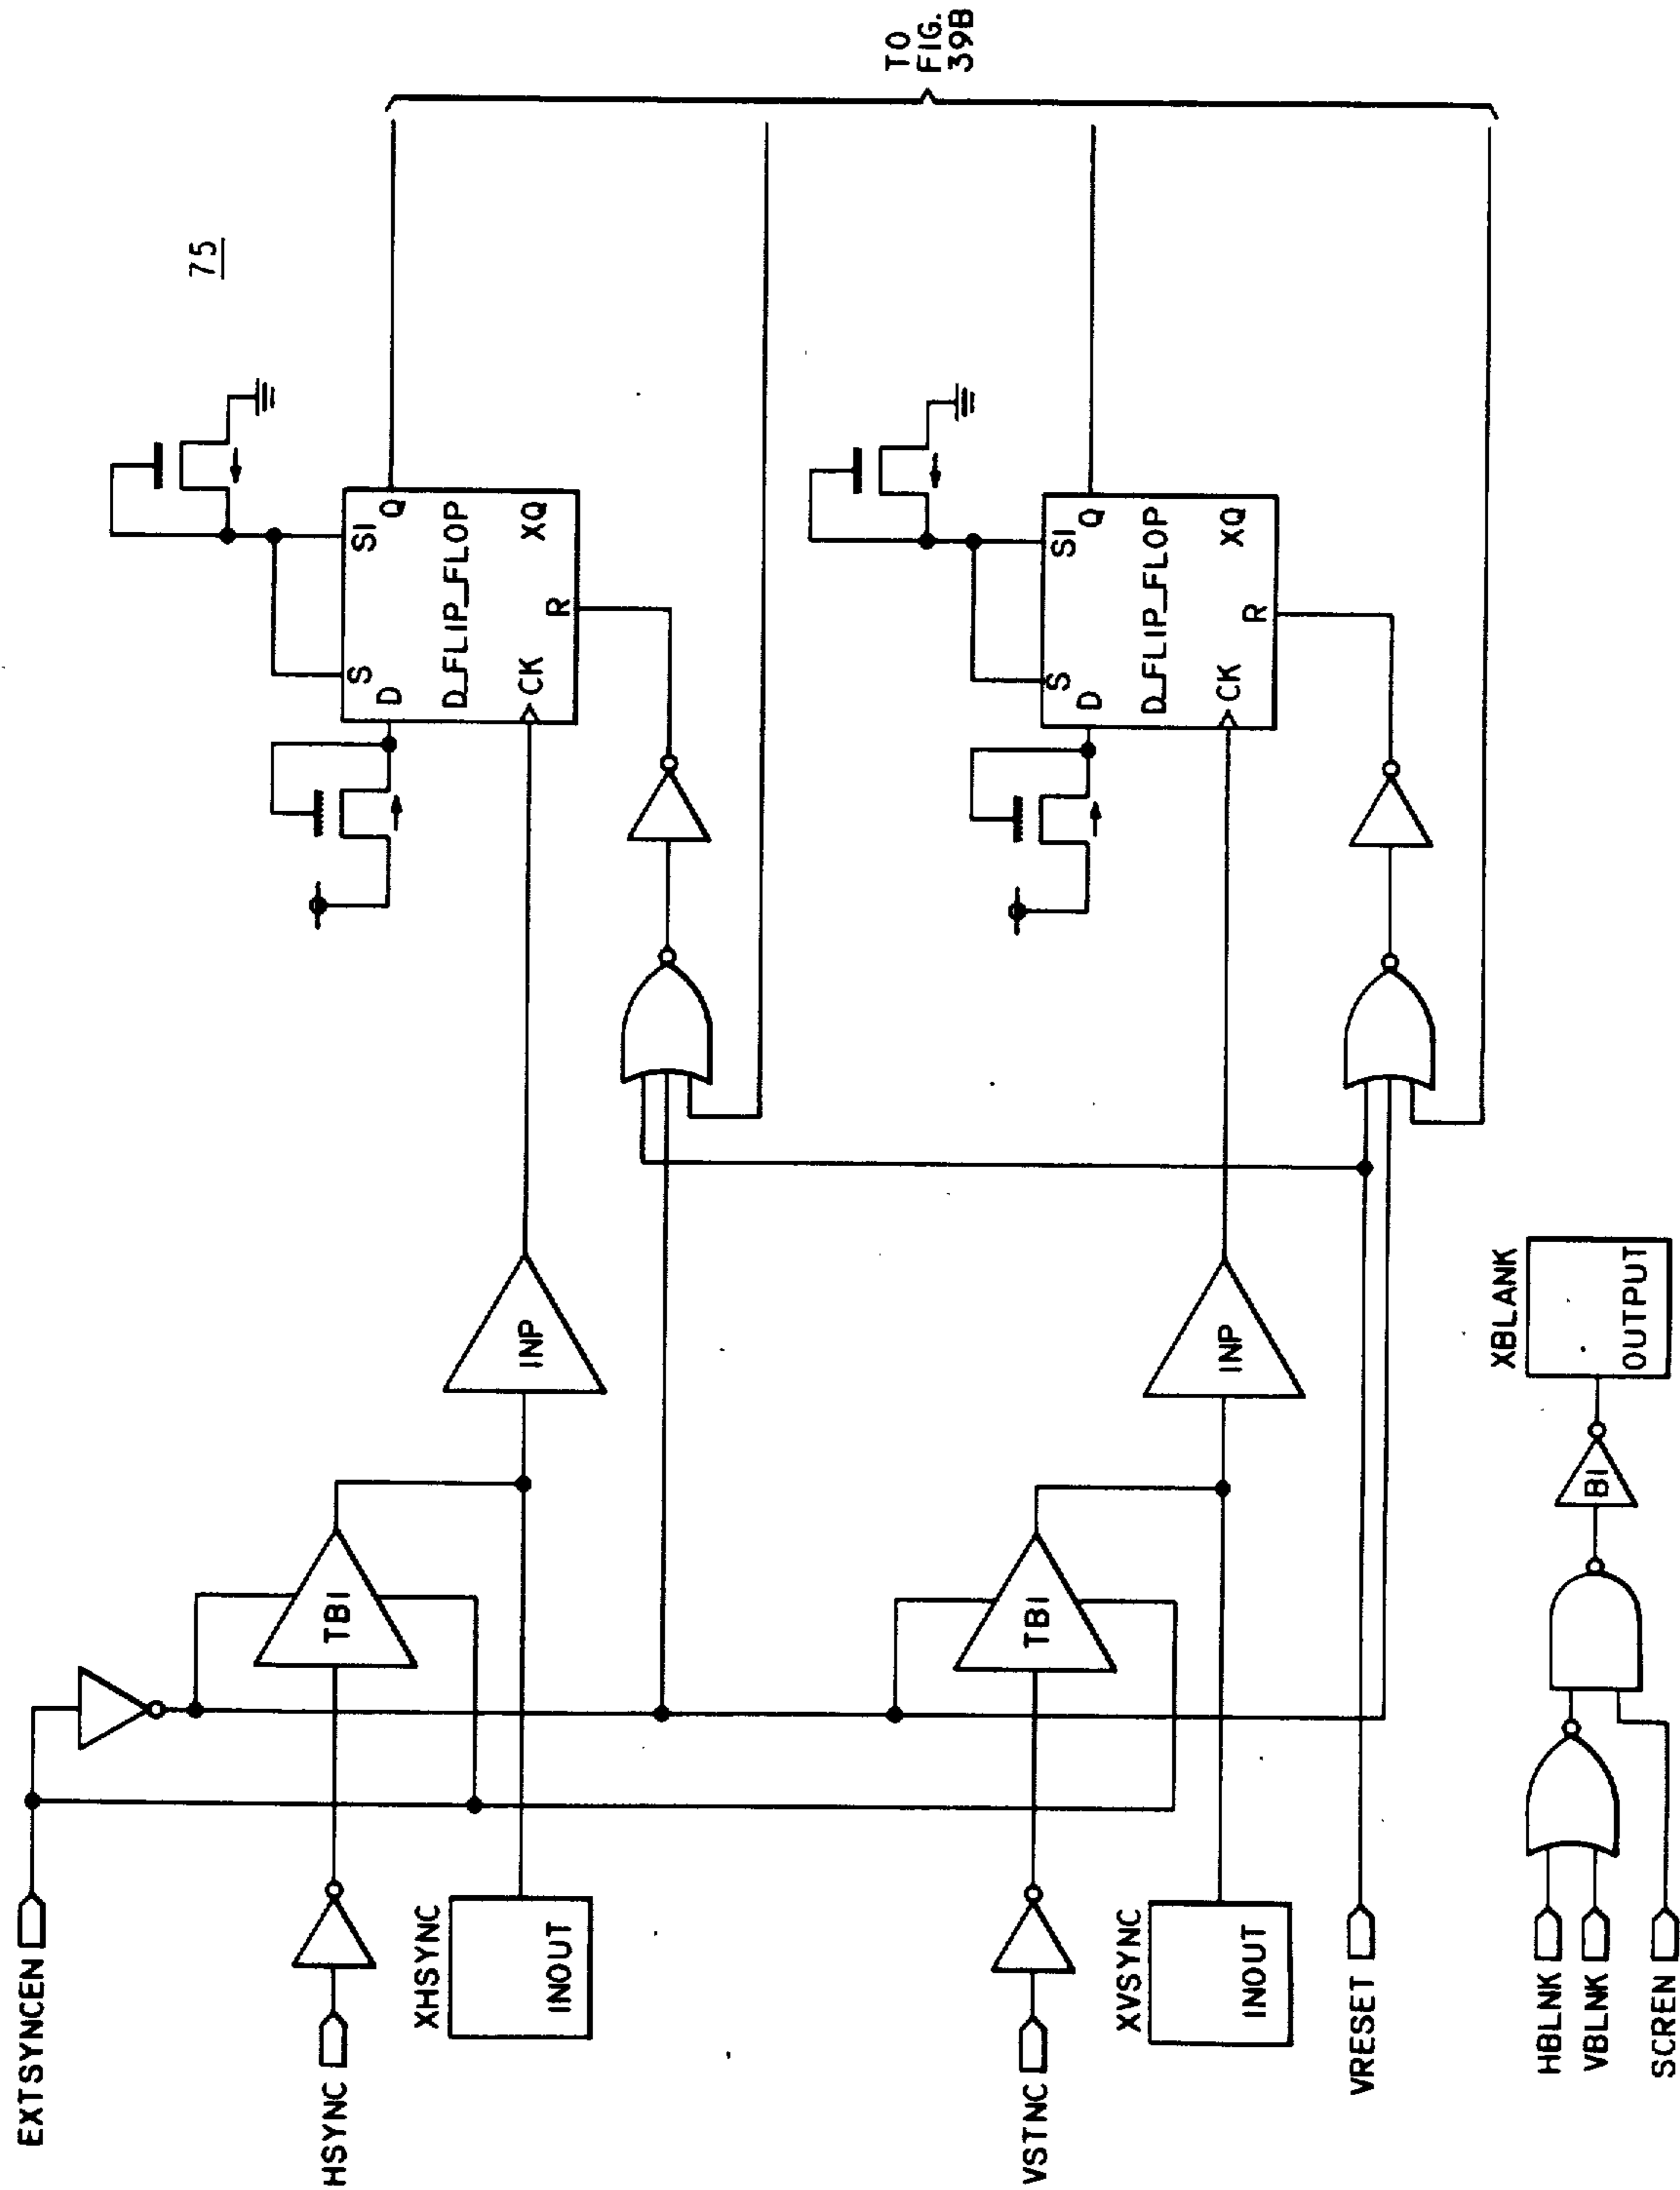 75
EXTSYNCEN
HSYNC
TBI
XHSYNC
INOUT
INP
D
S
SI
Q
D_FLIP_FLOP
CK
R
XQ
TO
FIG.
39B
VSTNC
TBI
XVSYNC
INOUT
INP
D
S
SI
Q
D_FLIP_FLOP
CK
R
XQ
VRESET
HBLNK
VBLNK
SCREN
BI
XBLANK
OUTPUT